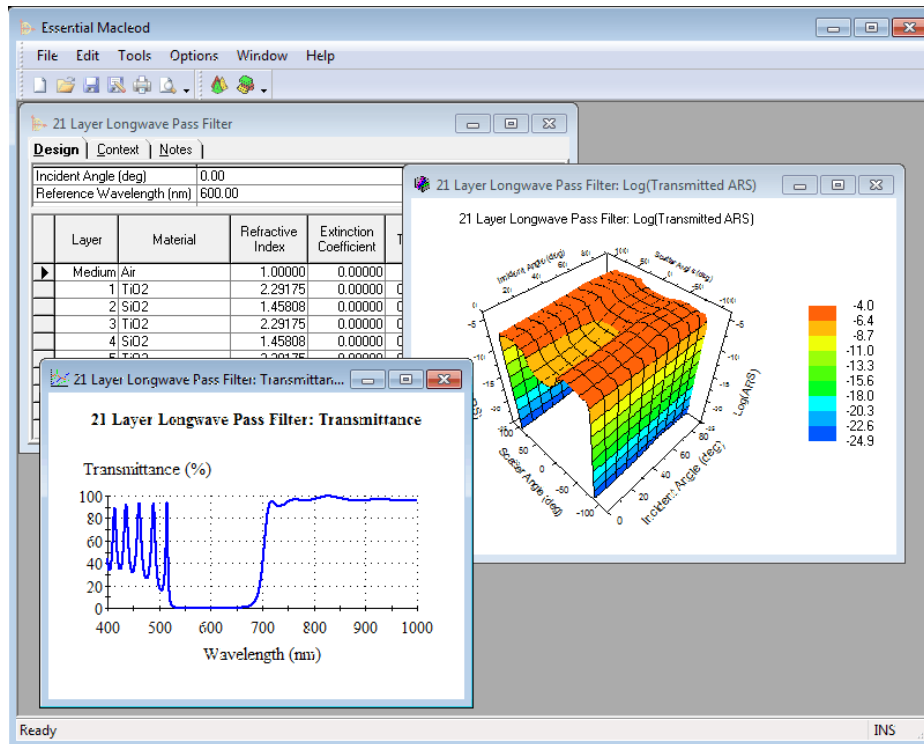 Essential Macleod
File Edit Tools Options Window Help
21 Layer Longwave Pass Filter
Design Context Notes
Incident Angle (deg) 0.00
Reference Wavelength (nm) 600.00
Layer Material Refractive Index Extinction Coefficient
Medium Air 1.00000 0.00000
1 TiO2 2.29175 0.00000
2 SiO2 1.45808 0.00000
3 TiO2 2.29175 0.00000
4 SiO2 1.45808 0.00000
21 Layer Longwave Pass Filter: Log(Transmitted ARS)
21 Layer Longwave Pass Filter: Log(Transmitted ARS)
Incidence Angle (deg)
Scatter Angle (deg)
Log(ARS)
Scatter Angle (deg)
Incident Angle (deg)
100 50 0 -50 -100
0 20 40 60 80
-4.0
-6.4
-8.7
-11.0
-13.3
-15.6
-18.0
-20.3
-22.6
-24.9
21 Layer Longwave Pass Filter: Transmittan...
21 Layer Longwave Pass Filter: Transmittance
Transmittance (%)
100
80
60
40
20
0
400 500 600 700 800 900 1000
Wavelength (nm)
Ready INS